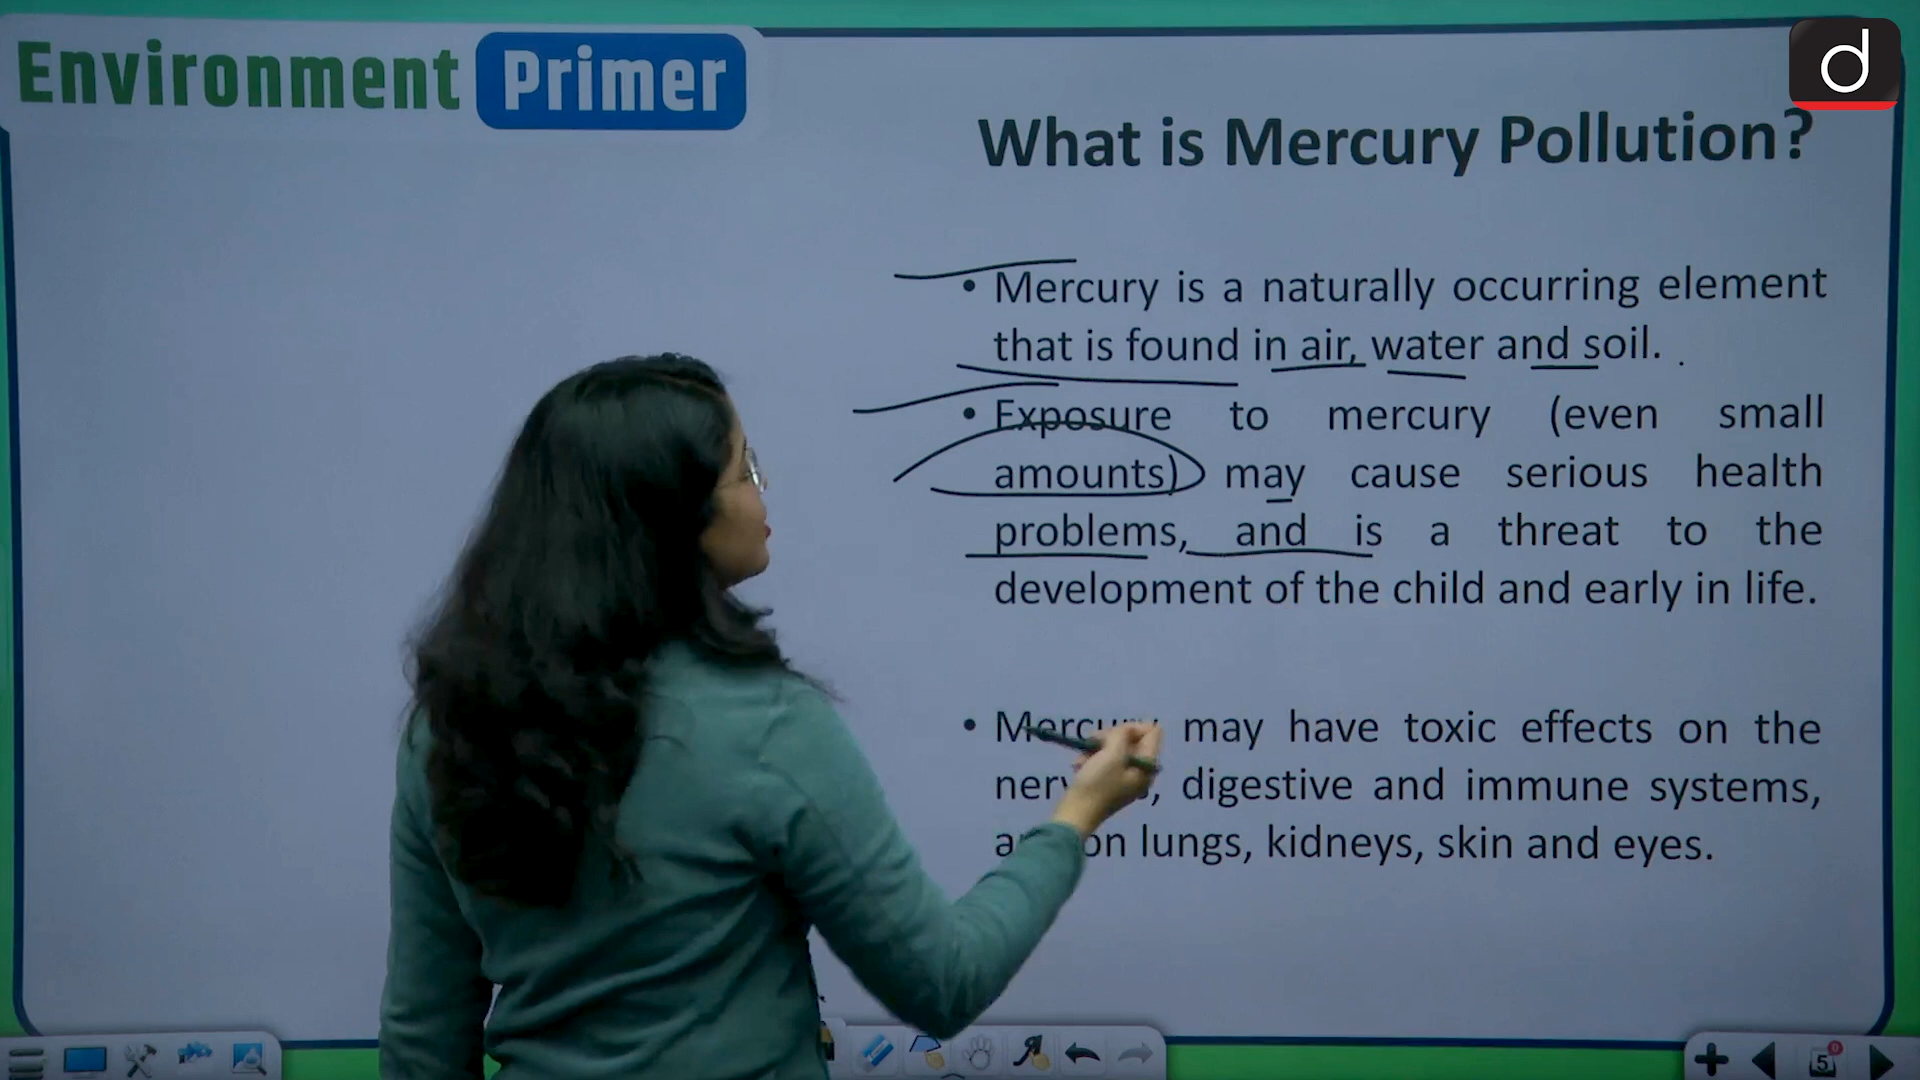 Environment Primer
d
What is Mercury Pollution?
• Mercury is a naturally occurring element
that is found in air, water and soil.
• Exposure to mercury (even small
amounts) may cause serious health
problems, and is a threat to the
development of the child and early in life.
• Mercury may have toxic effects on the
digestive and immune systems,
on lungs, kidneys, skin and eyes.
5